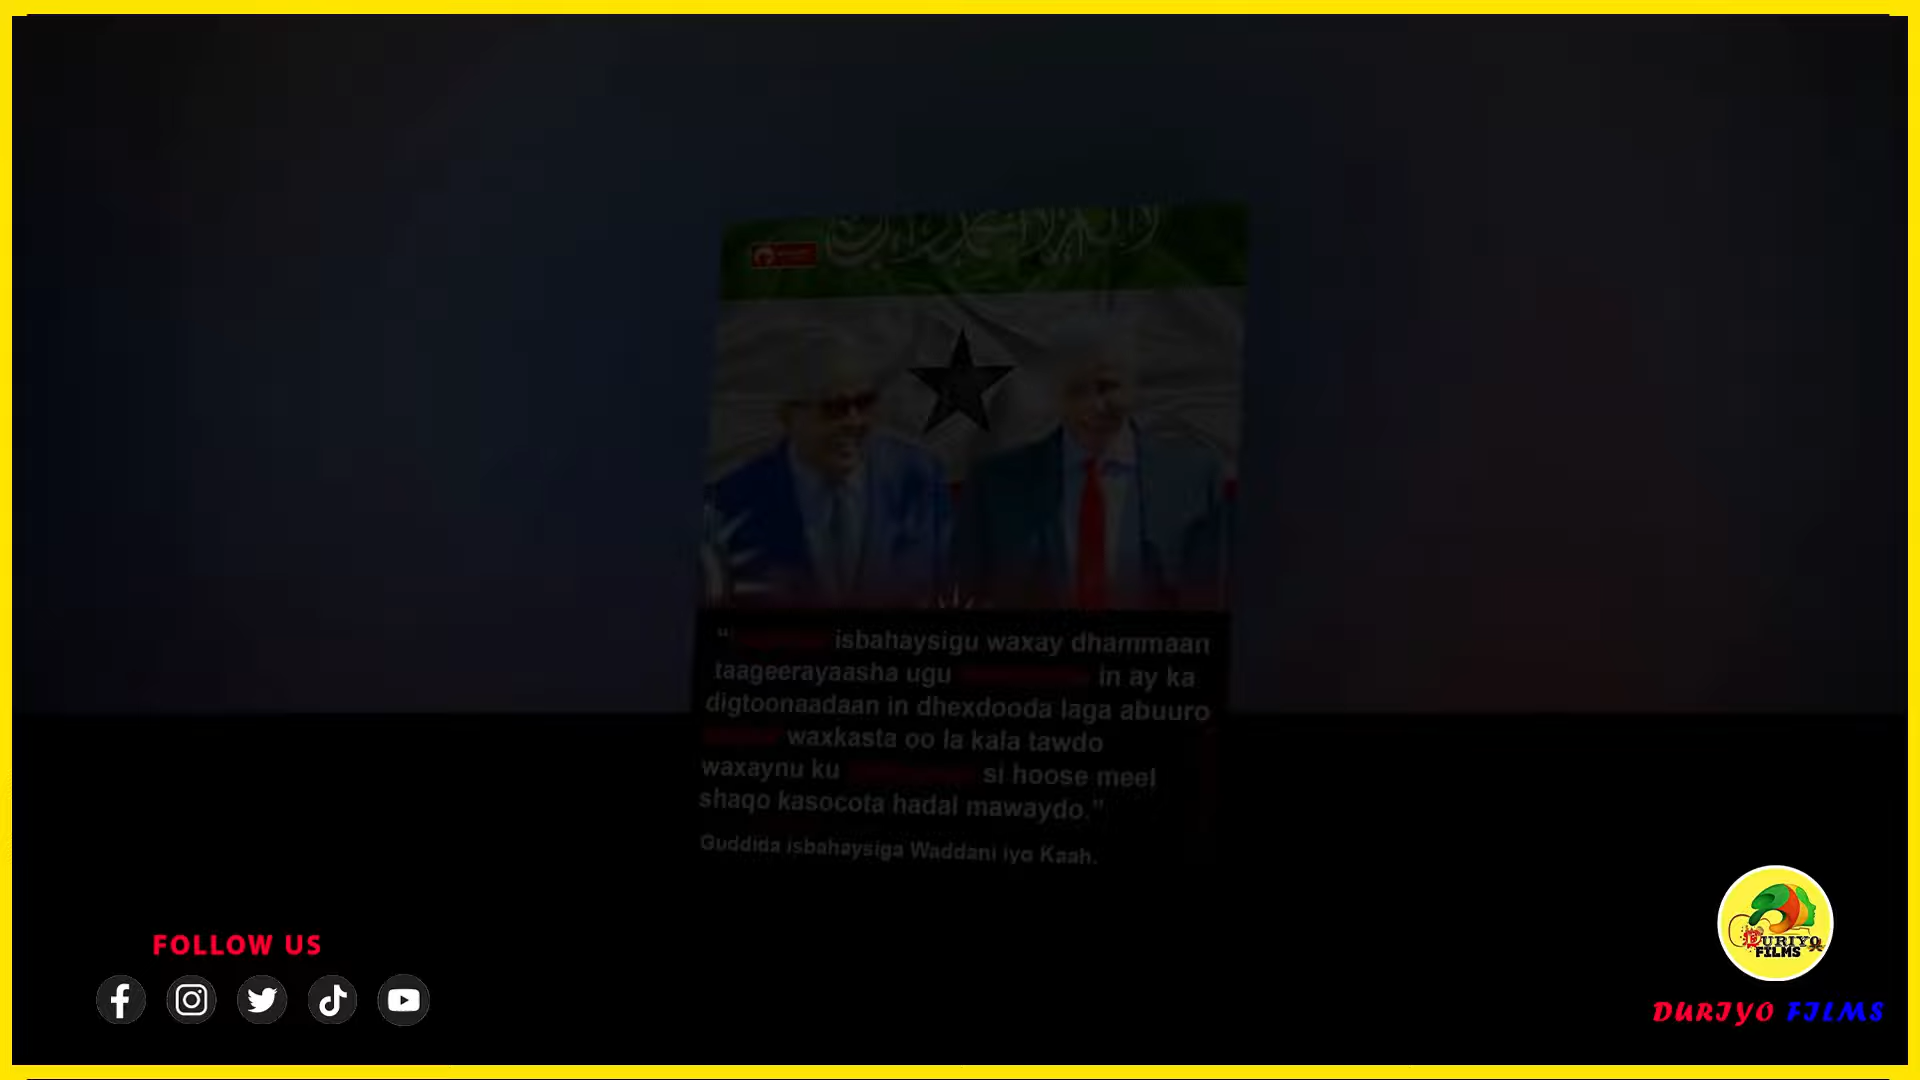 isbahaysigu waxay dhammaan
taageerayaasha ugu in ay ka
digtoonaadaan in dhexdooda laga abuuro
waxkasta oo la kala tawdo
waxaynu ku si hoose meel
shaqo kasocota hadal mawaydo."
Guddida isbahaysiga Waddani iyo Kaah.
FOLLOW US
DURIYO
FILMS
DURIYO FILMS